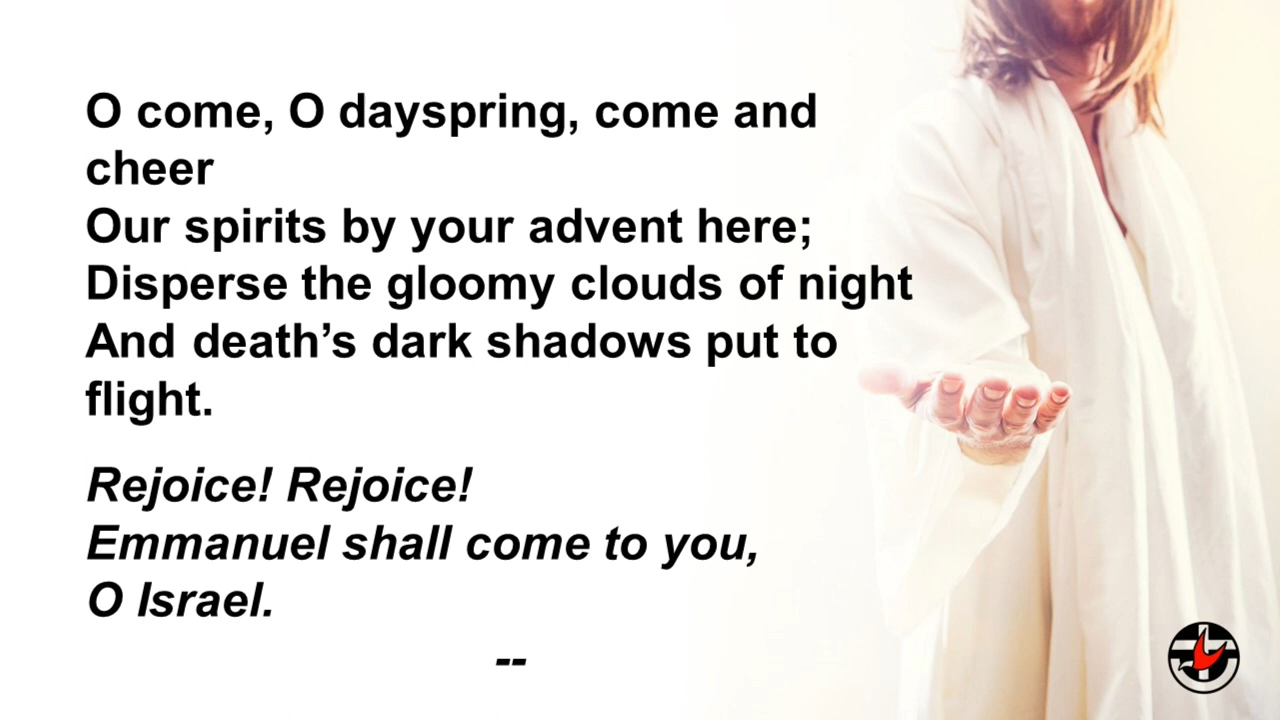 O come, O dayspring, come and
cheer
Our spirits by your advent here;
Disperse the gloomy clouds of night
And death’s dark shadows put to
flight.
Rejoice! Rejoice!
Emmanuel shall come to you,
O Israel.
--